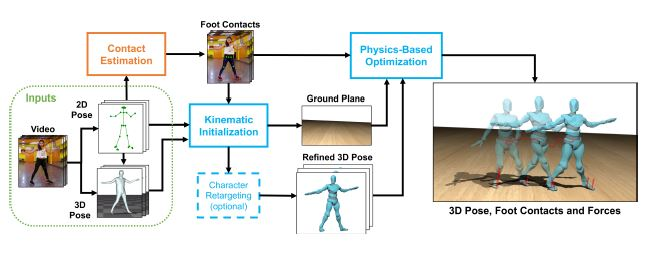 Contact
Estimation
Foot Contacts
Physics-Based
Optimization
Inputs
2D
Pose
Video
Kinematic
Initialization
Ground Plane
3D
Pose
Character
Retargeting
(optional)
Refined 3D Pose
3D Pose, Foot Contacts and Forces